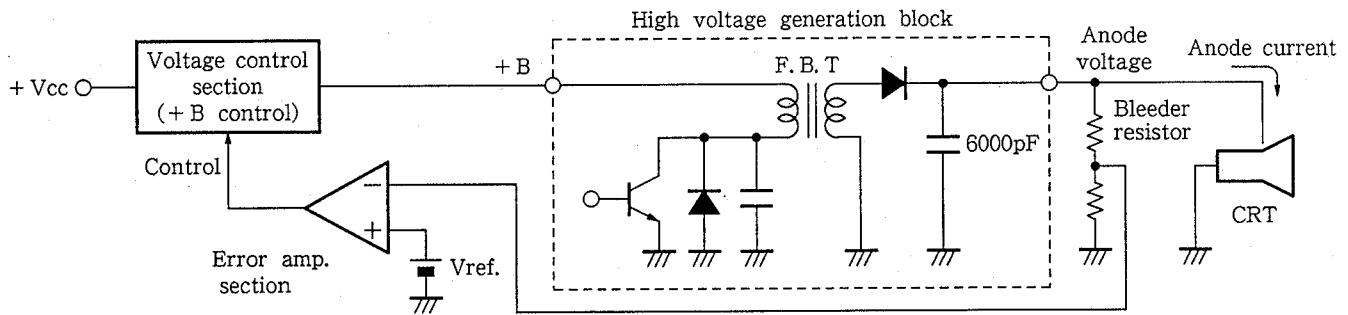 High voltage generation block
Voltage control
section
(+B control)
+ Vcc
+B
F. B. T
Anode
voltage
Anode current
Bleeder
resistor
6000pF
Control
−
+
Error amp.
section
Vref.
CRT